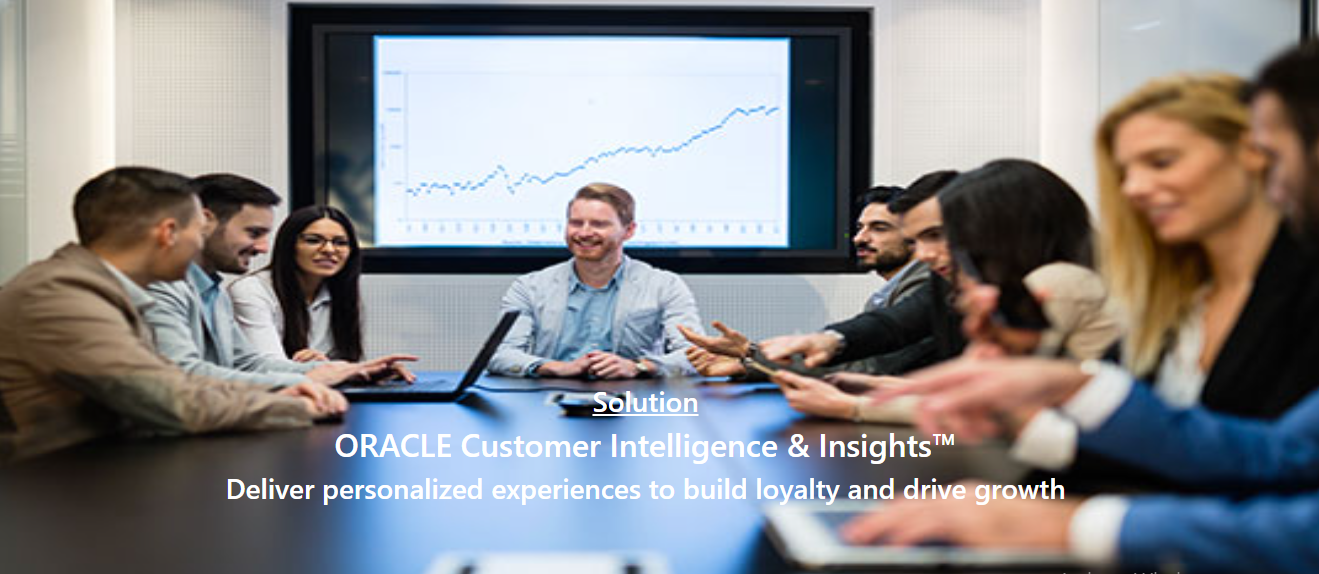 Solution
ORACLE Customer Intelligence & Insights™
Deliver personalized experiences to build loyalty and drive growth